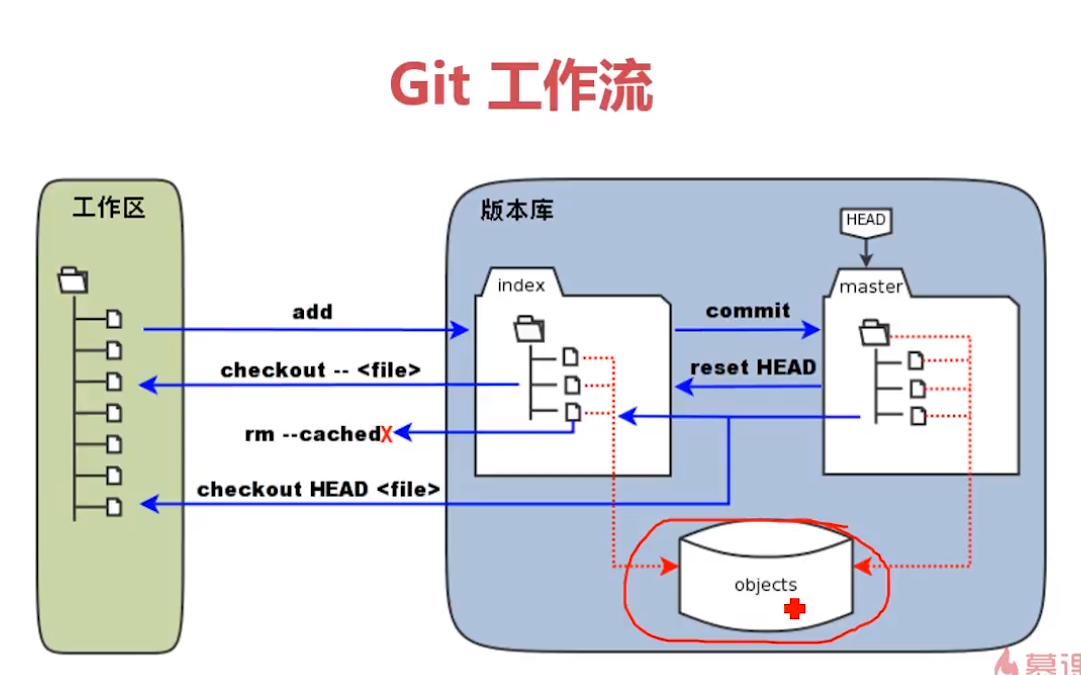 Git 工作流
工作区
版本库
HEAD
index
master
add
commit
checkout -- <file>
reset HEAD
rm --cached
X
checkout HEAD <file>
objects
慕课